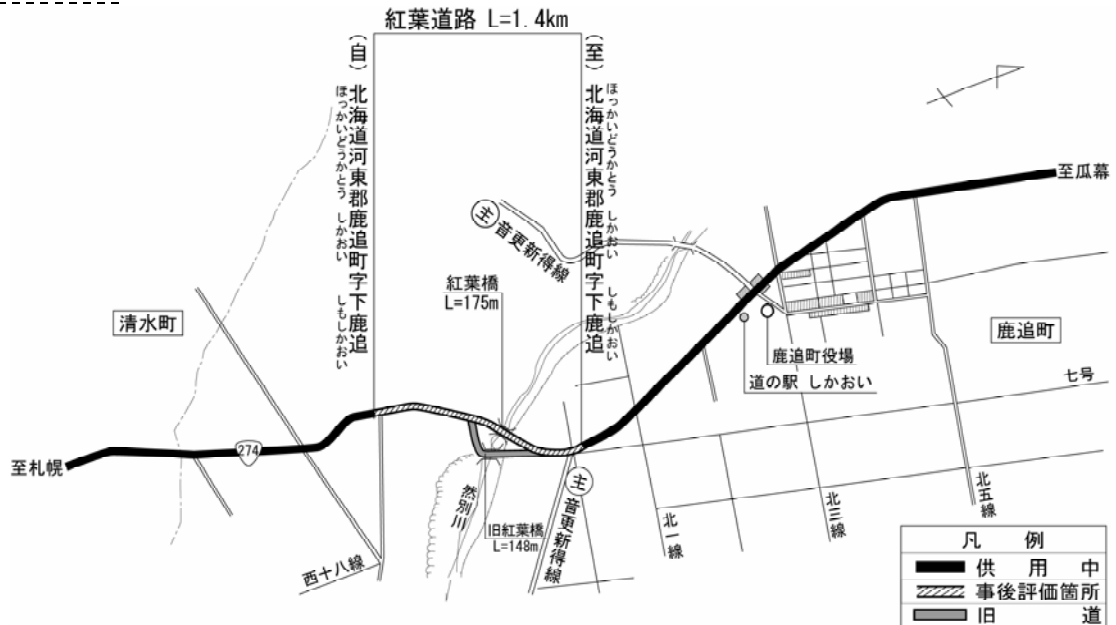 紅葉道路 L=1.4km
(自)北海道河東郡鹿追町字下鹿追
ほっかいどうかとう しかおい しもしかおい
(至)北海道河東郡鹿追町字下鹿追
ほっかいどうかとう しかおい しもしかおい
至瓜幕
主 音更新得線
紅葉橋
L=175m
清水町
鹿追町
鹿追町役場
道の駅 しかおい
七号
274
至札幌
然別川
旧紅葉橋
L=148m
主 音更新得線
北一線
北三線
北五線
西十八線
凡 例
供 用 中
事後評価箇所
旧 道